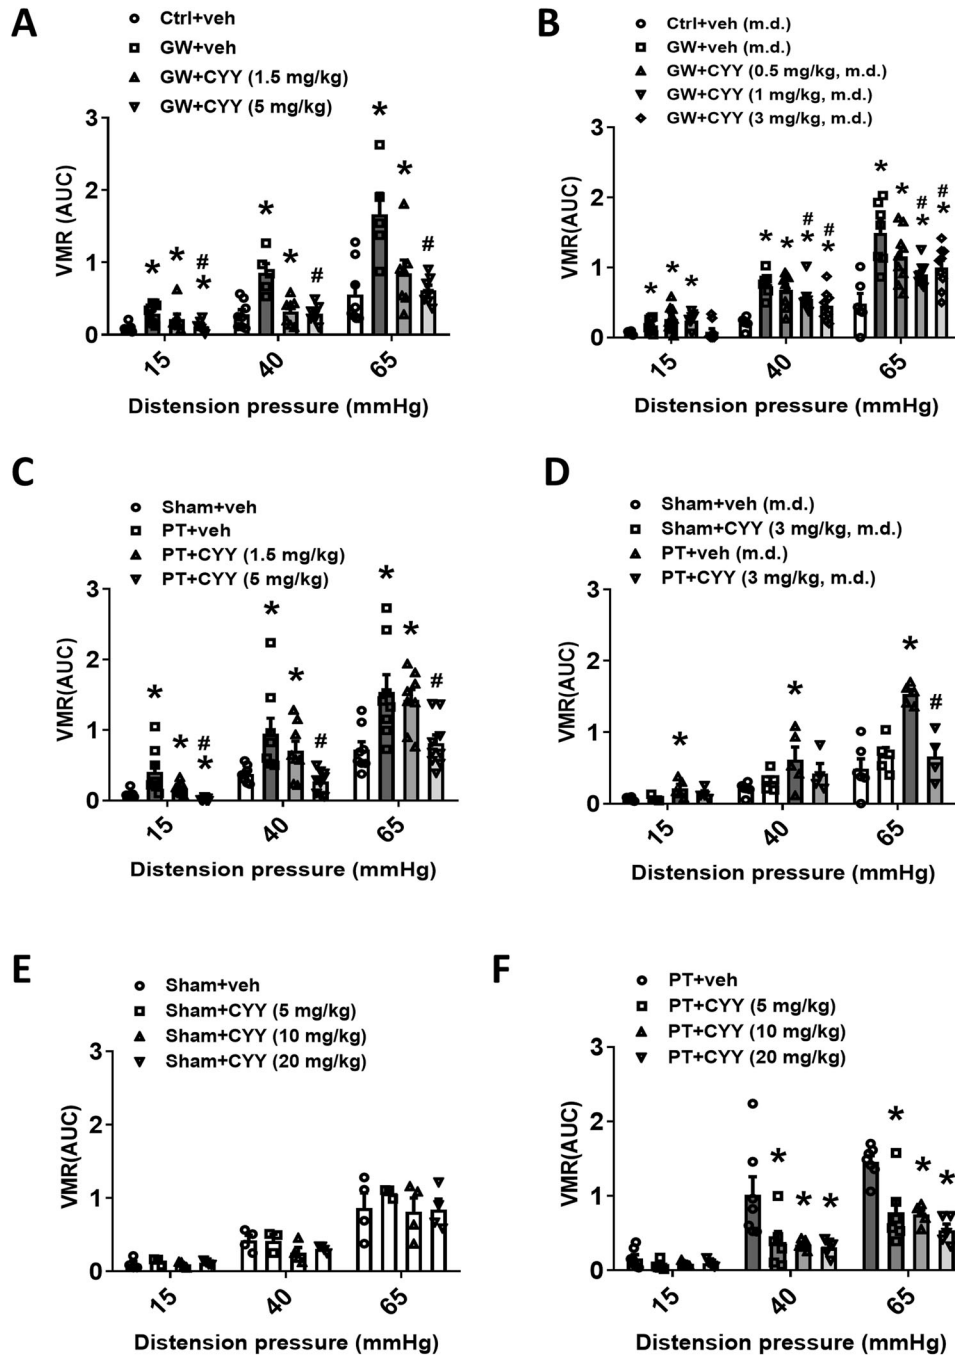 A
Ctrl+veh
GW+veh
GW+CYY (1.5 mg/kg)
GW+CYY (5 mg/kg)
VMR (AUC)
3
2
1
0
* * # *
* * #
* * #
15 40 65
Distension pressure (mmHg)
B
Ctrl+veh (m.d.)
GW+veh (m.d.)
GW+CYY (0.5 mg/kg, m.d.)
GW+CYY (1 mg/kg, m.d.)
GW+CYY (3 mg/kg, m.d.)
VMR(AUC)
3
2
1
0
* * *
* * # * # *
* * # * # *
15 40 65
Distension pressure (mmHg)
C
Sham+veh
PT+veh
PT+CYY (1.5 mg/kg)
PT+CYY (5 mg/kg)
VMR(AUC)
3
2
1
0
* * # *
* * #
* * #
15 40 65
Distension pressure (mmHg)
D
Sham+veh (m.d.)
Sham+CYY (3 mg/kg, m.d.)
PT+veh (m.d.)
PT+CYY (3 mg/kg, m.d.)
VMR(AUC)
3
2
1
0
*
*
* #
15 40 65
Distension pressure (mmHg)
E
Sham+veh
Sham+CYY (5 mg/kg)
Sham+CYY (10 mg/kg)
Sham+CYY (20 mg/kg)
VMR(AUC)
3
2
1
0
15 40 65
Distension pressure (mmHg)
F
PT+veh
PT+CYY (5 mg/kg)
PT+CYY (10 mg/kg)
PT+CYY (20 mg/kg)
VMR(AUC)
3
2
1
0
* * *
* * *
15 40 65
Distension pressure (mmHg)